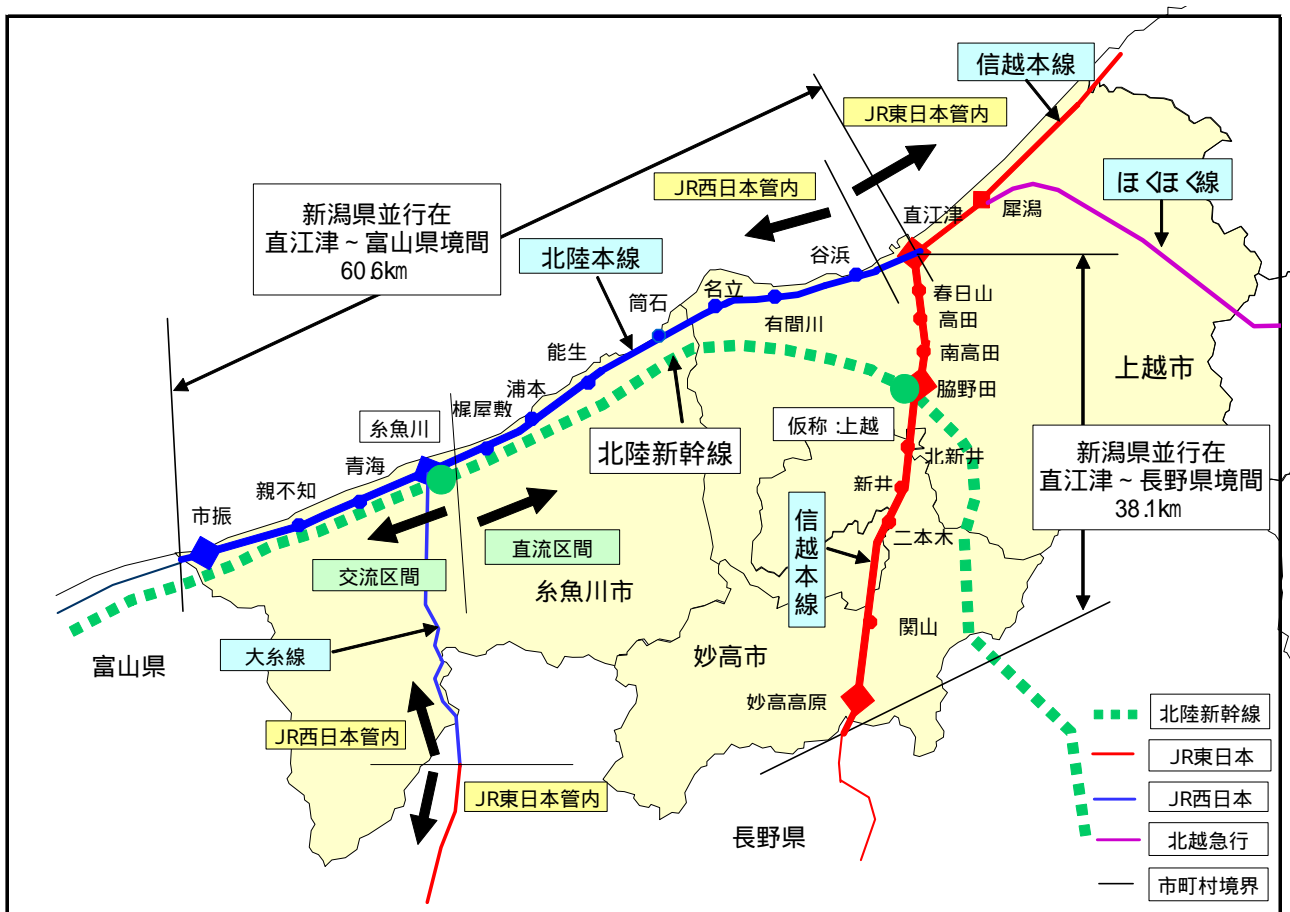 信越本線
JR東日本管内
ほくほく線
JR西日本管内
新潟県並行在
直江津～富山県境間
60.6km
直江津
犀潟
北陸本線
谷浜
名立
筒石
有間川
春日山
高田
南高田
脇野田
上越市
能生
浦本
梶屋敷
糸魚川
北陸新幹線
仮称:上越
北新井
新井
新潟県並行在
直江津～長野県境間
38.1km
青海
親不知
市振
信越本線
二本木
直流区間
交流区間
糸魚川市
関山
大糸線
富山県
妙高市
妙高高原
JR西日本管内
JR東日本管内
長野県
北陸新幹線
JR東日本
JR西日本
北越急行
市町村境界